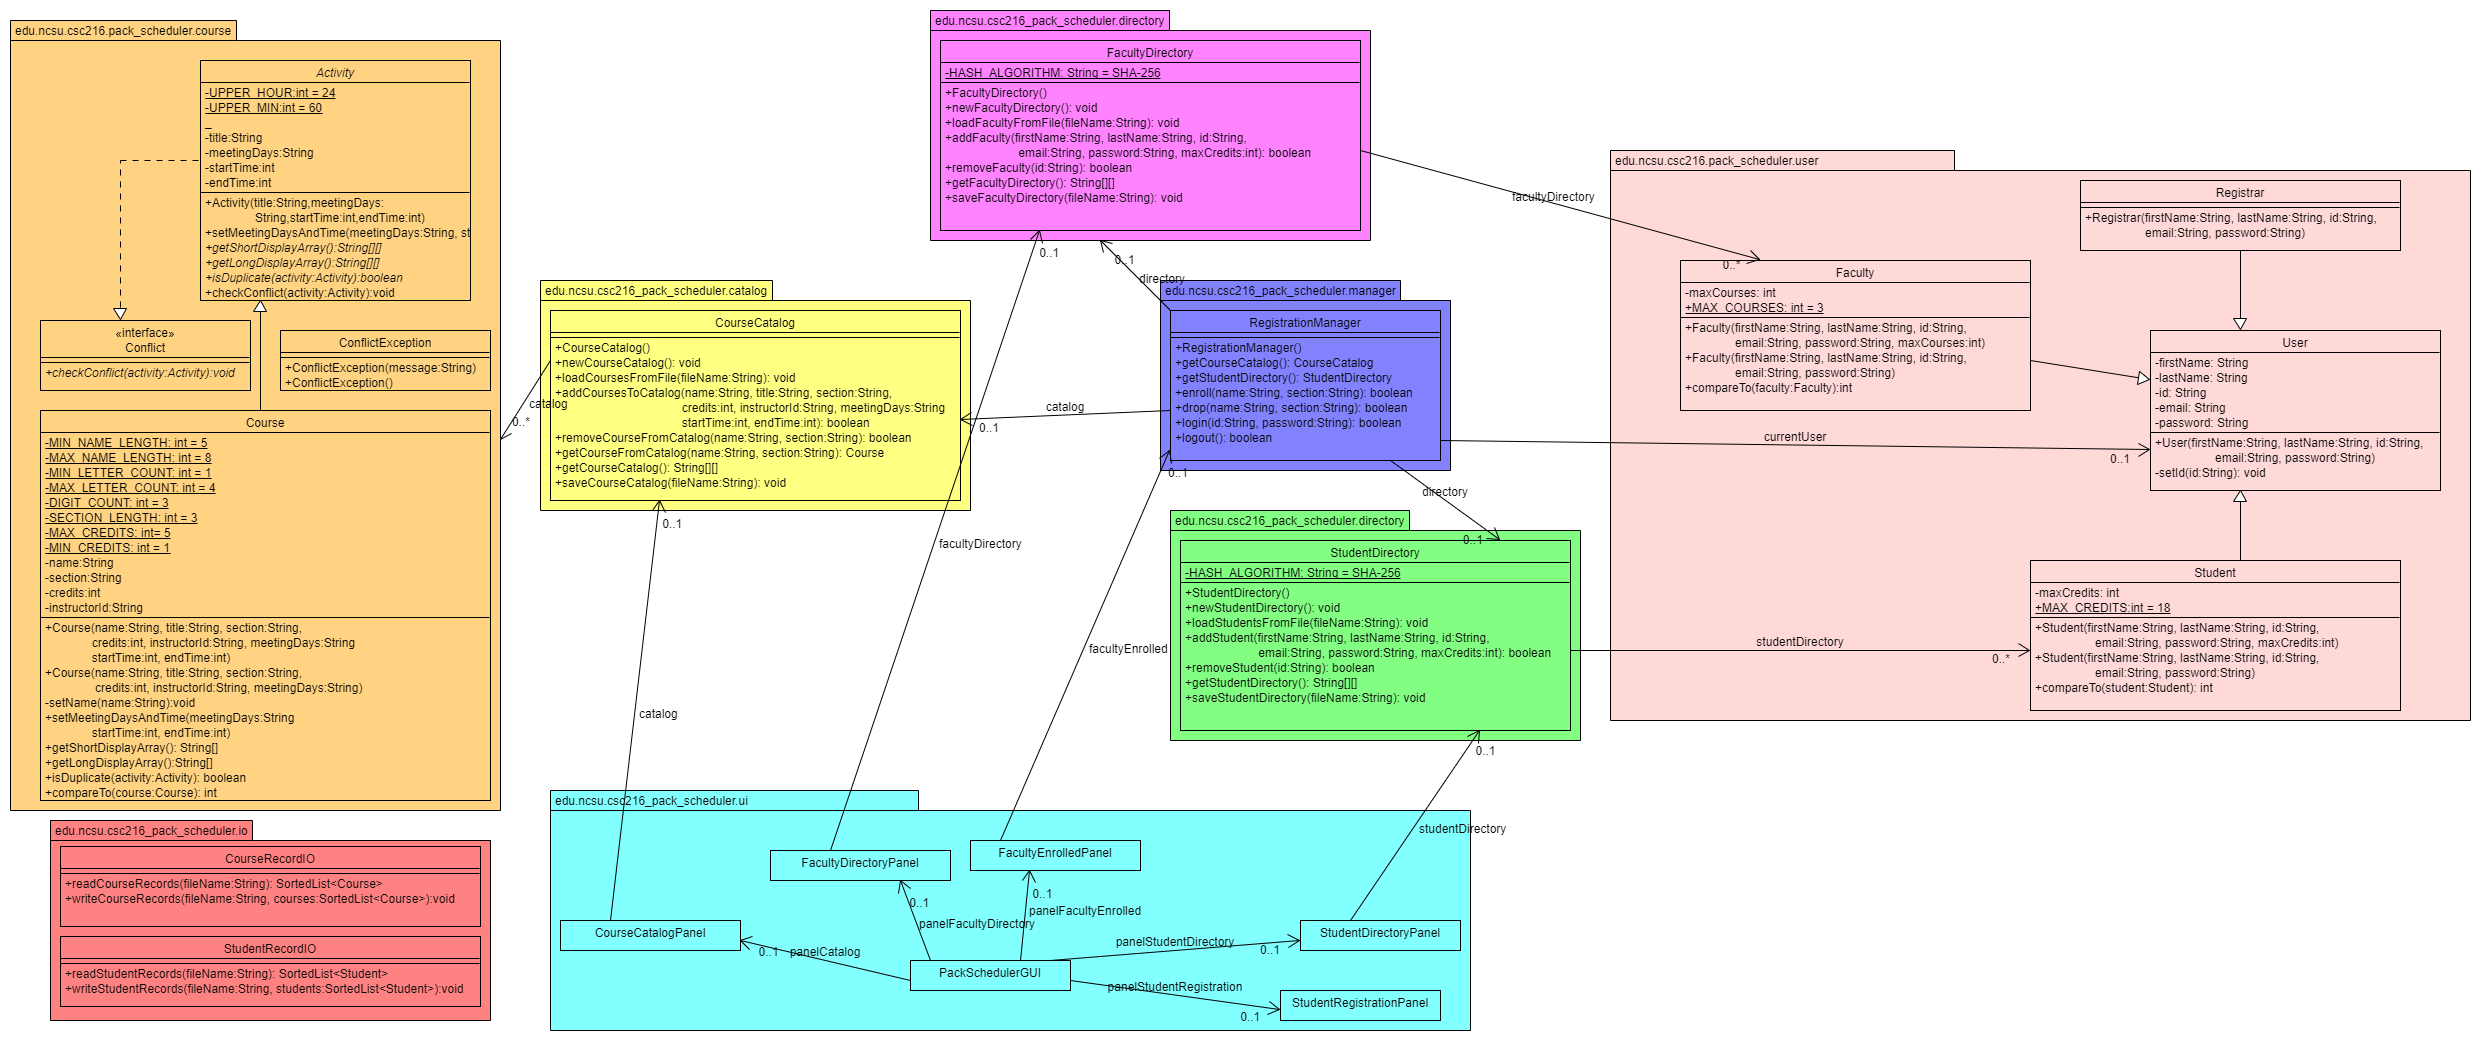 edu.ncsu.csc216.pack_scheduler.course
Activity
-UPPER_HOUR:int = 24
-UPPER_MIN:int = 60
-title:String
-meetingDays:String
-startTime:int
-endTime:int
+Activity(title:String,meetingDays:
String,startTime:int,endTime:int)
+setMeetingDaysAndTime(meetingDays:String, st
+getShortDisplayArray():String[][]
+getLongDisplayArray():String[][]
+isDuplicate(activity:Activity):boolean
+checkConflict(activity:Activity):void
«interface»
Conflict
+checkConflict(activity:Activity):void
ConflictException
+ConflictException(message:String)
+ConflictException()
Course
-MIN_NAME_LENGTH: int = 5
-MAX_NAME_LENGTH: int = 8
-MIN_LETTER_COUNT: int = 1
-MAX_LETTER_COUNT: int = 4
-DIGIT_COUNT: int = 3
-SECTION_LENGTH: int = 3
-MAX_CREDITS: int= 5
-MIN_CREDITS: int = 1
-name:String
-section:String
-credits:int
-instructorId:String
+Course(name:String, title:String, section:String,
credits:int, instructorId:String, meetingDays:String
startTime:int, endTime:int)
+Course(name:String, title:String, section:String,
credits:int, instructorId:String, meetingDays:String)
-setName(name:String):void
+setMeetingDaysAndTime(meetingDays:String
startTime:int, endTime:int)
+getShortDisplayArray(): String[]
+getLongDisplayArray():String[]
+isDuplicate(activity:Activity): boolean
+compareTo(course:Course): int
edu.ncsu.csc216_pack_scheduler.io
CourseRecordIO
+readCourseRecords(fileName:String): SortedList<Course>
+writeCourseRecords(fileName:String, courses:SortedList<Course>):void
StudentRecordIO
+readStudentRecords(fileName:String): SortedList<Student>
+writeStudentRecords(fileName:String, students:SortedList<Student>):void
edu.ncsu.csc216_pack_scheduler.catalog
CourseCatalog
+CourseCatalog()
+newCourseCatalog(): void
+loadCoursesFromFile(fileName:String): void
+addCoursesToCatalog(name:String, title:String, section:String,
credits:int, instructorId:String, meetingDays:String
startTime:int, endTime:int): boolean
+removeCourseFromCatalog(name:String, section:String): boolean
+getCourseFromCatalog(name:String, section:String): Course
+getCourseCatalog(): String[][]
+saveCourseCatalog(fileName:String): void
catalog
0..*
edu.ncsu.csc216_pack_scheduler.directory
FacultyDirectory
-HASH_ALGORITHM: String = SHA-256
+FacultyDirectory()
+newFacultyDirectory(): void
+loadFacultyFromFile(fileName:String): void
+addFaculty(firstName:String, lastName:String, id:String,
email:String, password:String, maxCredits:int): boolean
+removeFaculty(id:String): boolean
+getFacultyDirectory(): String[][]
+saveFacultyDirectory(fileName:String): void
0..1
0..1
directory
facultyDirectory
0..*
edu.ncsu.csc216_pack_scheduler.manager
RegistrationManager
+RegistrationManager()
+getCourseCatalog(): CourseCatalog
+getStudentDirectory(): StudentDirectory
+enroll(name:String, section:String): boolean
+drop(name:String, section:String): boolean
+login(id:String, password:String): boolean
+logout(): boolean
catalog
0..1
currentUser
0..1
0..1
directory
0..1
edu.ncsu.csc216_pack_scheduler.directory
StudentDirectory
-HASH_ALGORITHM: String = SHA-256
+StudentDirectory()
+newStudentDirectory(): void
+loadStudentsFromFile(fileName:String): void
+addStudent(firstName:String, lastName:String, id:String,
email:String, password:String, maxCredits:int): boolean
+removeStudent(id:String): boolean
+getStudentDirectory(): String[][]
+saveStudentDirectory(fileName:String): void
studentDirectory
0..*
0..1
edu.ncsu.csc216.pack_scheduler.user
Registrar
+Registrar(firstName:String, lastName:String, id:String,
email:String, password:String)
Faculty
-maxCourses: int
+MAX_COURSES: int = 3
+Faculty(firstName:String, lastName:String, id:String,
email:String, password:String, maxCourses:int)
+Faculty(firstName:String, lastName:String, id:String,
email:String, password:String)
+compareTo(faculty:Faculty):int
User
-firstName: String
-lastName: String
-id: String
-email: String
-password: String
+User(firstName:String, lastName:String, id:String,
email:String, password:String)
-setId(id:String): void
Student
-maxCredits: int
+MAX_CREDITS:int = 18
+Student(firstName:String, lastName:String, id:String,
email:String, password:String, maxCredits:int)
+Student(firstName:String, lastName:String, id:String,
email:String, password:String)
+compareTo(student:Student): int
0..1
facultyDirectory
facultyEnrolled
catalog
edu.ncsu.csc216_pack_scheduler.ui
studentDirectory
FacultyDirectoryPanel
FacultyEnrolledPanel
0..1
0..1
panelFacultyDirectory
panelFacultyEnrolled
CourseCatalogPanel
0..1
panelCatalog
panelStudentDirectory
0..1
StudentDirectoryPanel
PackSchedulerGUI
panelStudentRegistration
0..1
StudentRegistrationPanel